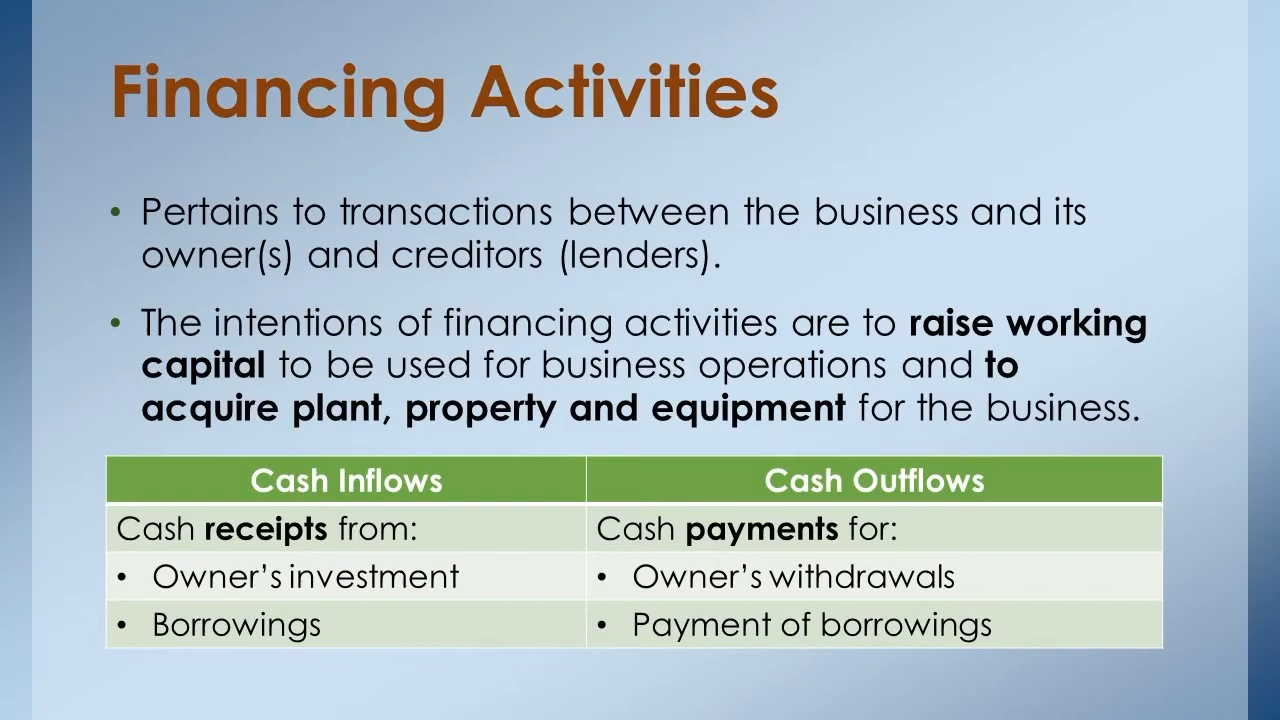 Financing Activities
• Pertains to transactions between the business and its
owner(s) and creditors (lenders).
• The intentions of financing activities are to raise working
capital to be used for business operations and to
acquire plant, property and equipment for the business.
Cash Inflows Cash Outflows
Cash receipts from: Cash payments for:
• Owner’s investment • Owner’s withdrawals
• Borrowings • Payment of borrowings